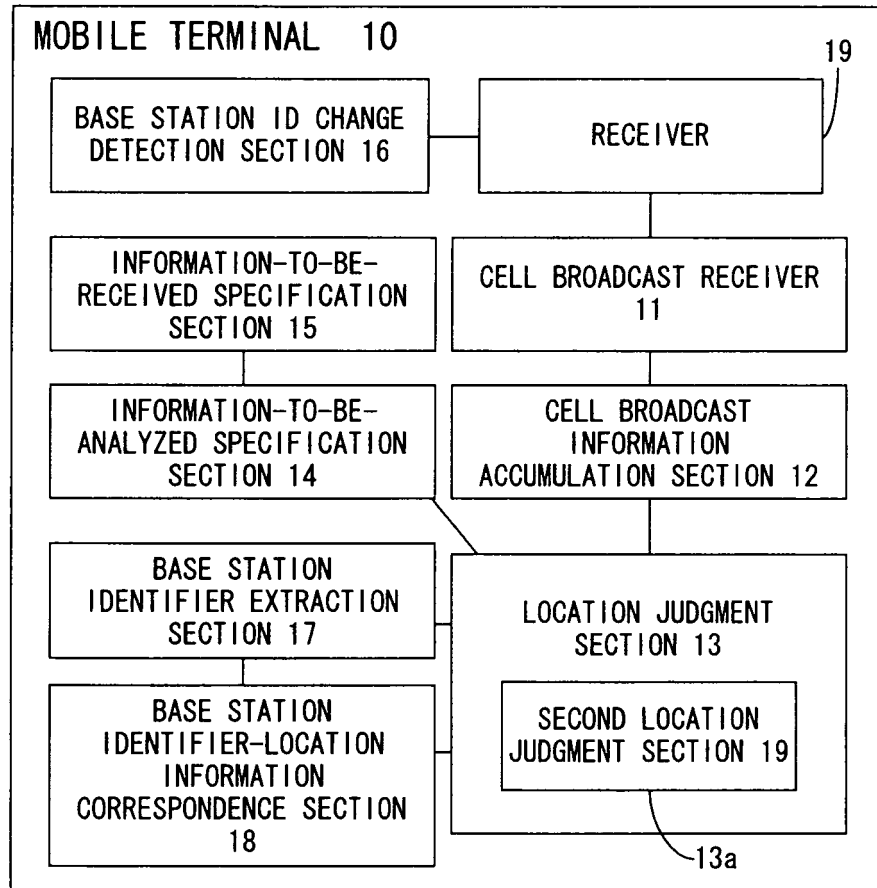 MOBILE TERMINAL 10
19
BASE STATION ID CHANGE
DETECTION SECTION 16
RECEIVER
INFORMATION-TO-BE-
RECEIVED SPECIFICATION
SECTION 15
CELL BROADCAST RECEIVER
11
INFORMATION-TO-BE-
ANALYZED SPECIFICATION
SECTION 14
CELL BROADCAST
INFORMATION
ACCUMULATION SECTION 12
BASE STATION
IDENTIFIER EXTRACTION
SECTION 17
LOCATION JUDGMENT
SECTION 13
BASE STATION
IDENTIFIER-LOCATION
INFORMATION
CORRESPONDENCE SECTION
18
SECOND LOCATION
JUDGMENT SECTION 19
13a